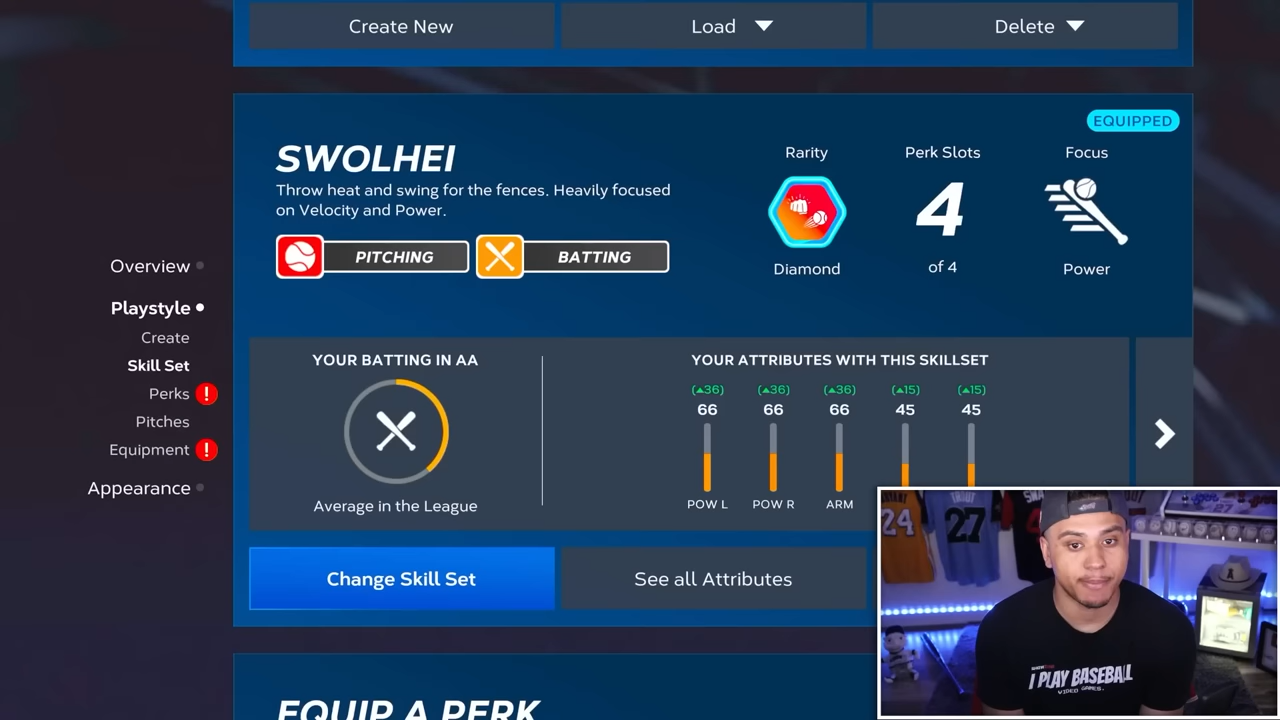 Create New
Load
Delete
EQUIPPED
SWOLHEI
Throw heat and swing for the fences. Heavily focused
on Velocity and Power.
PITCHING
BATTING
Rarity
Diamond
Perk Slots
4
of 4
Focus
Power
Overview
Playstyle
Create
Skill Set
Perks !
Pitches
Equipment !
Appearance
YOUR BATTING IN AA
Average in the League
YOUR ATTRIBUTES WITH THIS SKILLSET
(▲36) (▲36) (▲36) (▲15) (▲15)
66 66 66 45 45
POW L POW R ARM
Change Skill Set
See all Attributes
EQUIP A PERK
24
TROUT
27
I PLAY BASEBALL
VIDEO GAMES.